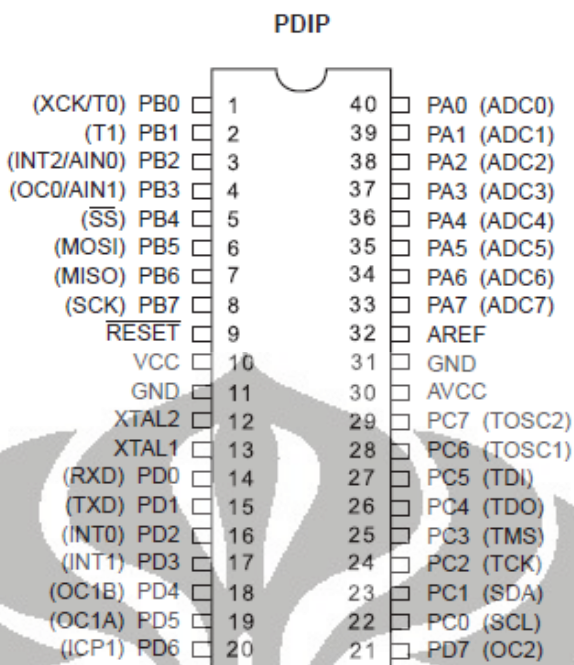 PDIP
(XCK/T0) PB0 1 40 PA0 (ADC0)
(T1) PB1 2 39 PA1 (ADC1)
(INT2/AIN0) PB2 3 38 PA2 (ADC2)
(OC0/AIN1) PB3 4 37 PA3 (ADC3)
(SS) PB4 5 36 PA4 (ADC4)
(MOSI) PB5 6 35 PA5 (ADC5)
(MISO) PB6 7 34 PA6 (ADC6)
(SCK) PB7 8 33 PA7 (ADC7)
RESET 9 32 AREF
VCC 10 31 GND
GND 11 30 AVCC
XTAL2 12 29 PC7 (TOSC2)
XTAL1 13 28 PC6 (TOSC1)
(RXD) PD0 14 27 PC5 (TDI)
(TXD) PD1 15 26 PC4 (TDO)
(INT0) PD2 16 25 PC3 (TMS)
(INT1) PD3 17 24 PC2 (TCK)
(OC1B) PD4 18 23 PC1 (SDA)
(OC1A) PD5 19 22 PC0 (SCL)
(ICP1) PD6 20 21 PD7 (OC2)